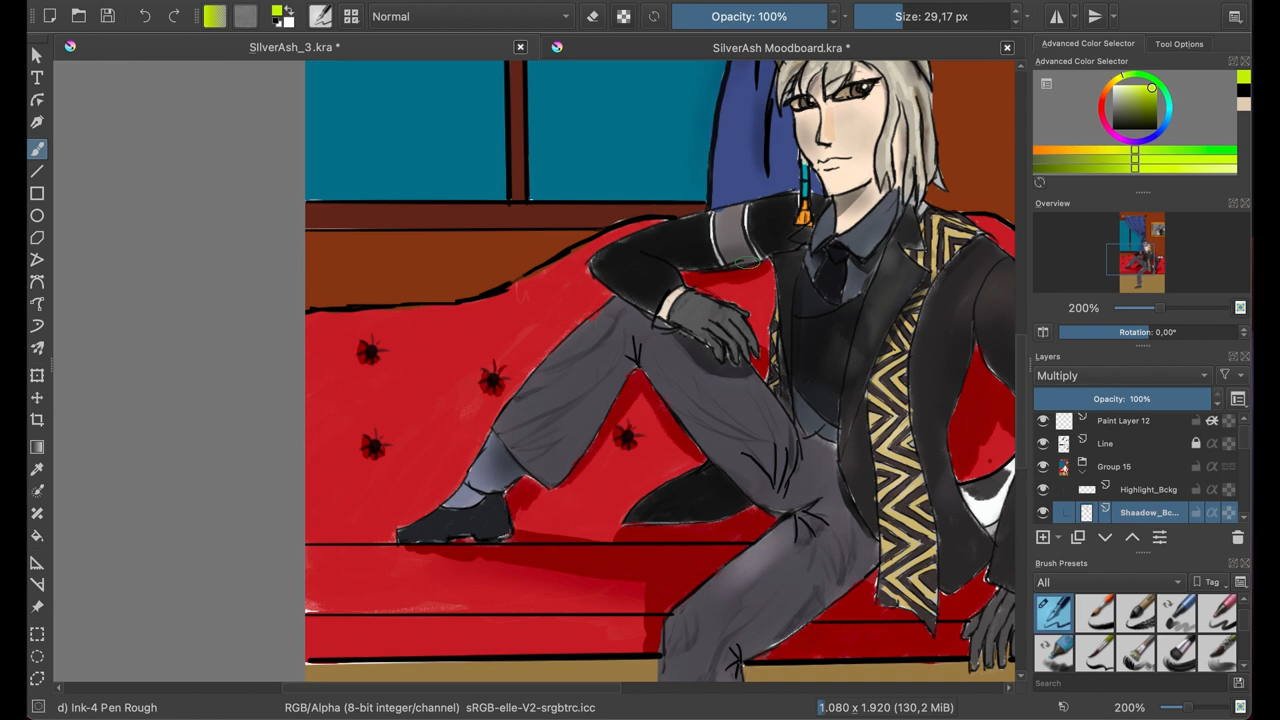 Normal
Opacity: 100%
Size: 29,17 px
SIlverAsh_3.kra *
SilverAsh Moodboard.kra *
Advanced Color Selector
Tool Options
Advanced Color Selector
Overview
200%
Rotation: 0,00°
Layers
Multiply
Opacity: 100%
Paint Layer 12
Line
Group 15
Highlight_Bckg
Shaadow_Bc...
Brush Presets
All
Tag
Search
d) Ink-4 Pen Rough
RGB/Alpha (8-bit integer/channel) sRGB-elle-V2-srgbtrc.icc
1.080 x 1.920 (130,2 MiB)
200%